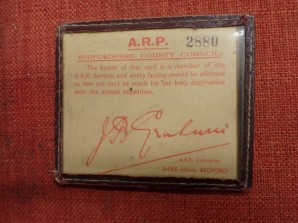 A.R.P. 2880
BEDFORDSHIRE COUNTY COUNCIL
The bearer of this card is a member of the
A.R.P. Service and every facility should be afforded
to him (or her) to reach his (or her) destination
with the utmost expedition.
J B Graham
A.R.P. Controller
SHIRE HALL, BEDFORD.